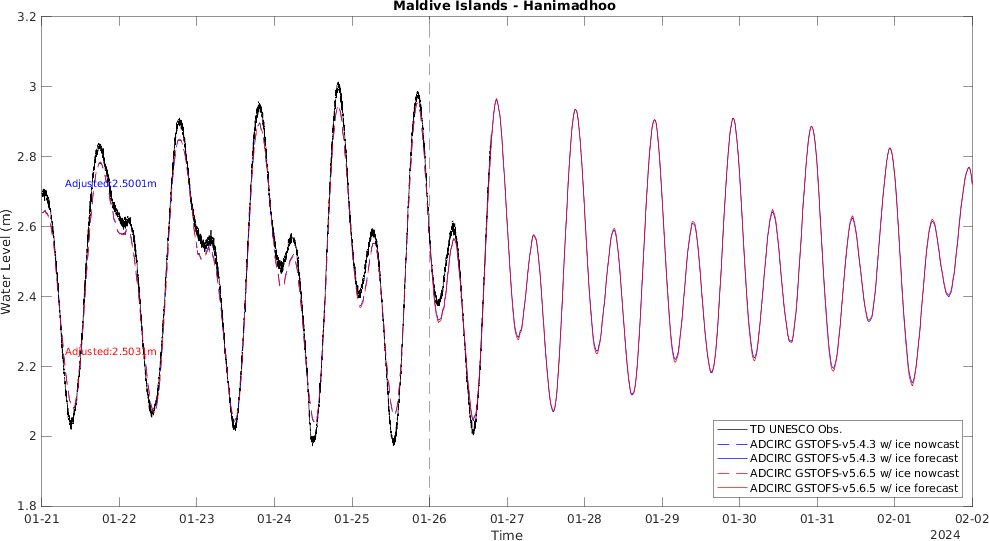 Maldive Islands - Hanimadhoo
Water Level (m)
3.2
3
2.8
2.6
2.4
2.2
2
1.8
Adjusted:2.5001m
Adjusted:2.5031m
TD UNESCO Obs.
ADCIRC GSTOFS-v5.4.3 w/ ice nowcast
ADCIRC GSTOFS-v5.4.3 w/ ice forecast
ADCIRC GSTOFS-v5.6.5 w/ ice nowcast
ADCIRC GSTOFS-v5.6.5 w/ ice forecast
01-21 01-22 01-23 01-24 01-25 01-26 01-27 01-28 01-29 01-30 01-31 02-01 02-02
Time
2024